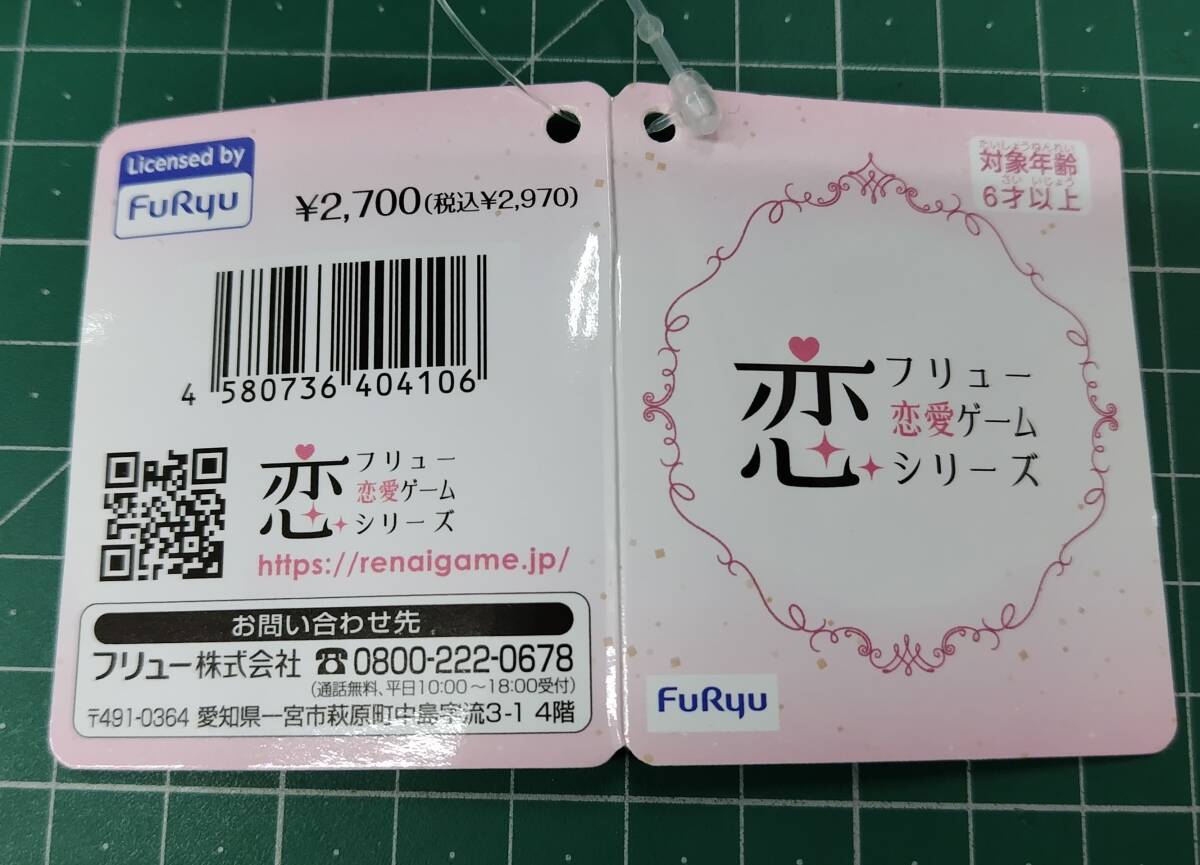 Licensed by
FuRyu
¥2,700(税込¥2,970)
4 580736 404106
恋 フリュー
恋愛ゲーム
シリーズ
https://renaigame.jp/
お問い合わせ先
フリュー株式会社 ☎0800-222-0678
(通話無料、平日10:00~18:00受付)
〒491-0364 愛知県一宮市萩原町中島字流3-1 4階
たいしょうねんれい
対象年齢
さい いじょう
6才以上
恋 フリュー
恋愛ゲーム
シリーズ
FuRyu